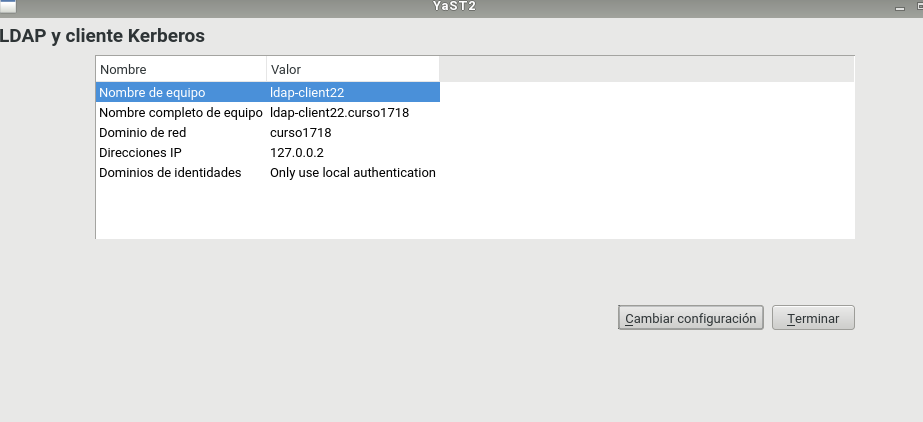 YaST2
LDAP y cliente Kerberos
Nombre Valor
Nombre de equipo ldap-client22
Nombre completo de equipo ldap-client22.curso1718
Dominio de red curso1718
Direcciones IP 127.0.0.2
Dominios de identidades Only use local authentication
Cambiar configuración Terminar